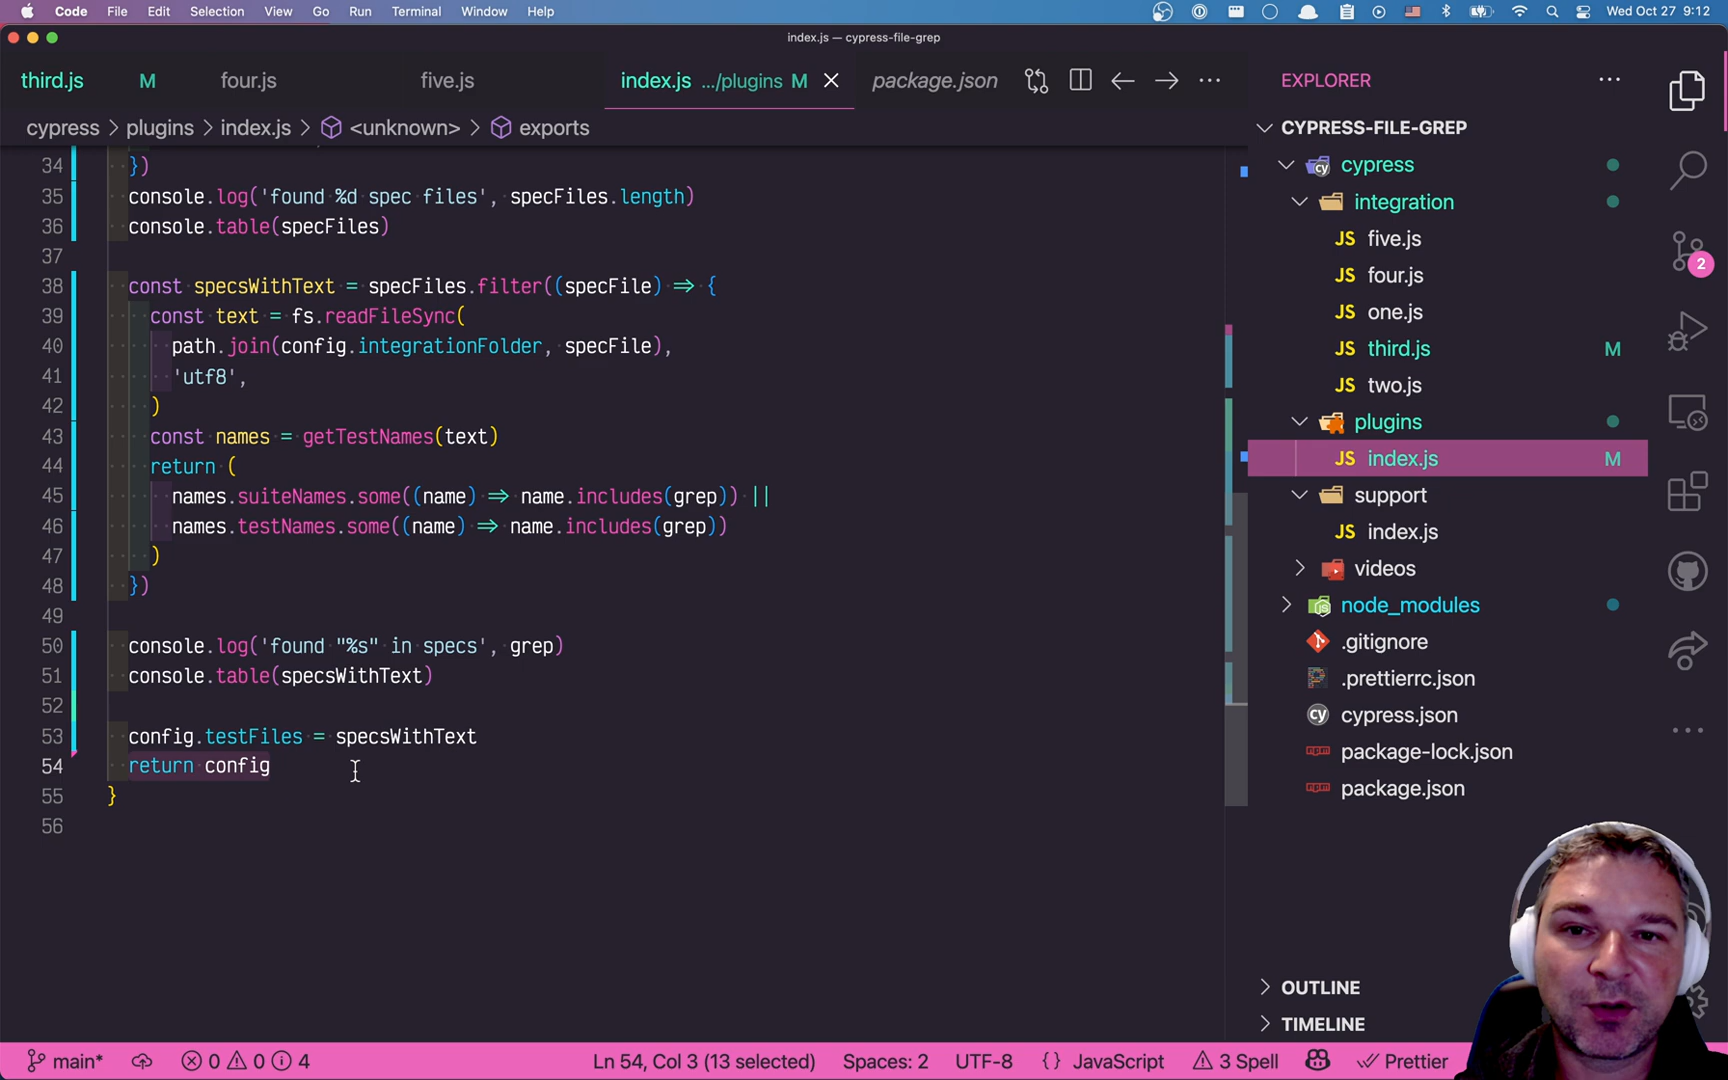 Code File Edit Selection View Go Run Terminal Window Help Wed Oct 27 9:12
index.js — cypress-file-grep
third.js M four.js five.js index.js .../plugins M package.json
cypress > plugins > index.js > <unknown> > exports
34 })
35 console.log('found %d spec files', specFiles.length)
36 console.table(specFiles)
37
38 const specsWithText = specFiles.filter((specFile) => {
39 const text = fs.readFileSync(
40 path.join(config.integrationFolder, specFile),
41 'utf8',
42 )
43 const names = getTestNames(text)
44 return (
45 names.suiteNames.some((name) => name.includes(grep)) ||
46 names.testNames.some((name) => name.includes(grep))
47 )
48 })
49
50 console.log('found "%s" in specs', grep)
51 console.table(specsWithText)
52
53 config.testFiles = specsWithText
54 return config
55 }
56
EXPLORER
CYPRESS-FILE-GREP
cypress
integration
JS five.js
JS four.js
JS one.js
JS third.js M
JS two.js
plugins
JS index.js M
support
JS index.js
videos
node_modules
.gitignore
.prettierrc.json
cy cypress.json
package-lock.json
package.json
2
OUTLINE
TIMELINE
main* 0 0 4 Ln 54, Col 3 (13 selected) Spaces: 2 UTF-8 {} JavaScript 3 Spell Prettier